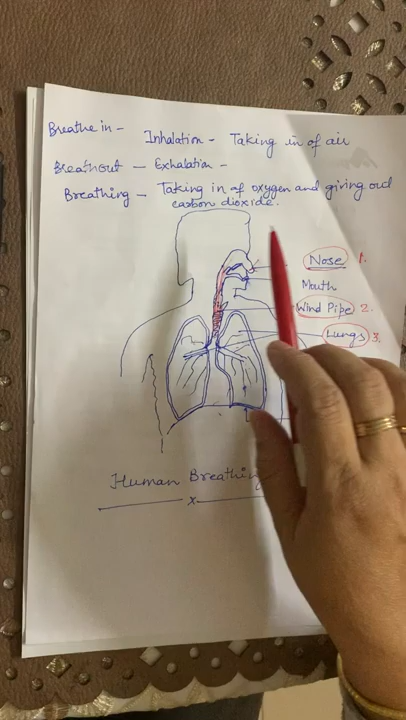 Breathe in - Inhalation - Taking in of air
Breathout - Exhalation -
Breathing - Taking in of oxygen and giving out
carbon dioxide.
Nose 1.
Mouth
Wind Pipe 2.
Lungs 3.
Human Breathing
x